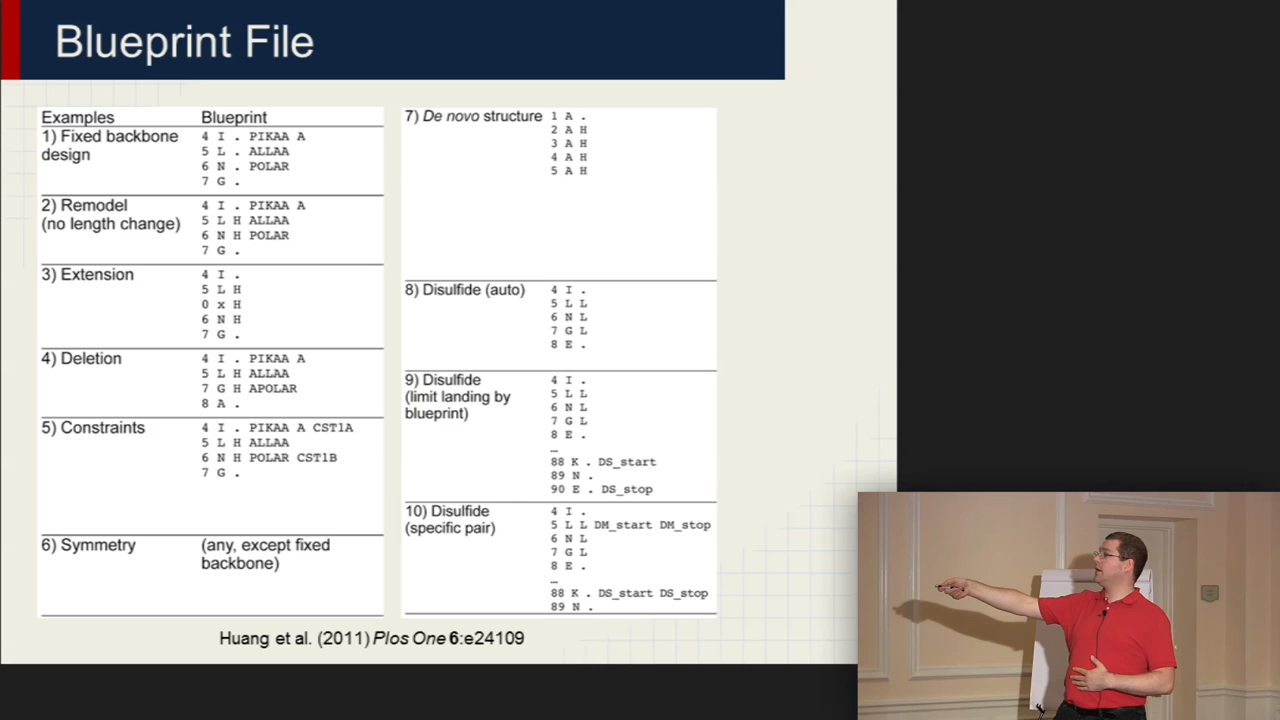 Blueprint File
Examples Blueprint
1) Fixed backbone
design
4 I . PIKAA A
5 L . ALLAA
6 N . POLAR
7 G .
2) Remodel
(no length change)
4 I . PIKAA A
5 L H ALLAA
6 N H POLAR
7 G .
3) Extension
4 I .
5 L H
0 x H
6 N H
7 G .
4) Deletion
4 I . PIKAA A
5 L H ALLAA
7 G H APOLAR
8 A .
5) Constraints
4 I . PIKAA A CST1A
5 L H ALLAA
6 N H POLAR CST1B
7 G .
6) Symmetry
(any, except fixed
backbone)
7) De novo structure
1 A .
2 A H
3 A H
4 A H
5 A H
8) Disulfide (auto)
4 I .
5 L L
6 N L
7 G L
8 E .
9) Disulfide
(limit landing by
blueprint)
4 I .
5 L L
6 N L
7 G L
8 E .
…
88 K . DS_start
89 N .
90 E . DS_stop
10) Disulfide
(specific pair)
4 I .
5 L L DM_start DM_stop
6 N L
7 G L
8 E .
…
88 K . DS_start DS_stop
89 N .
Huang et al. (2011) Plos One 6:e24109